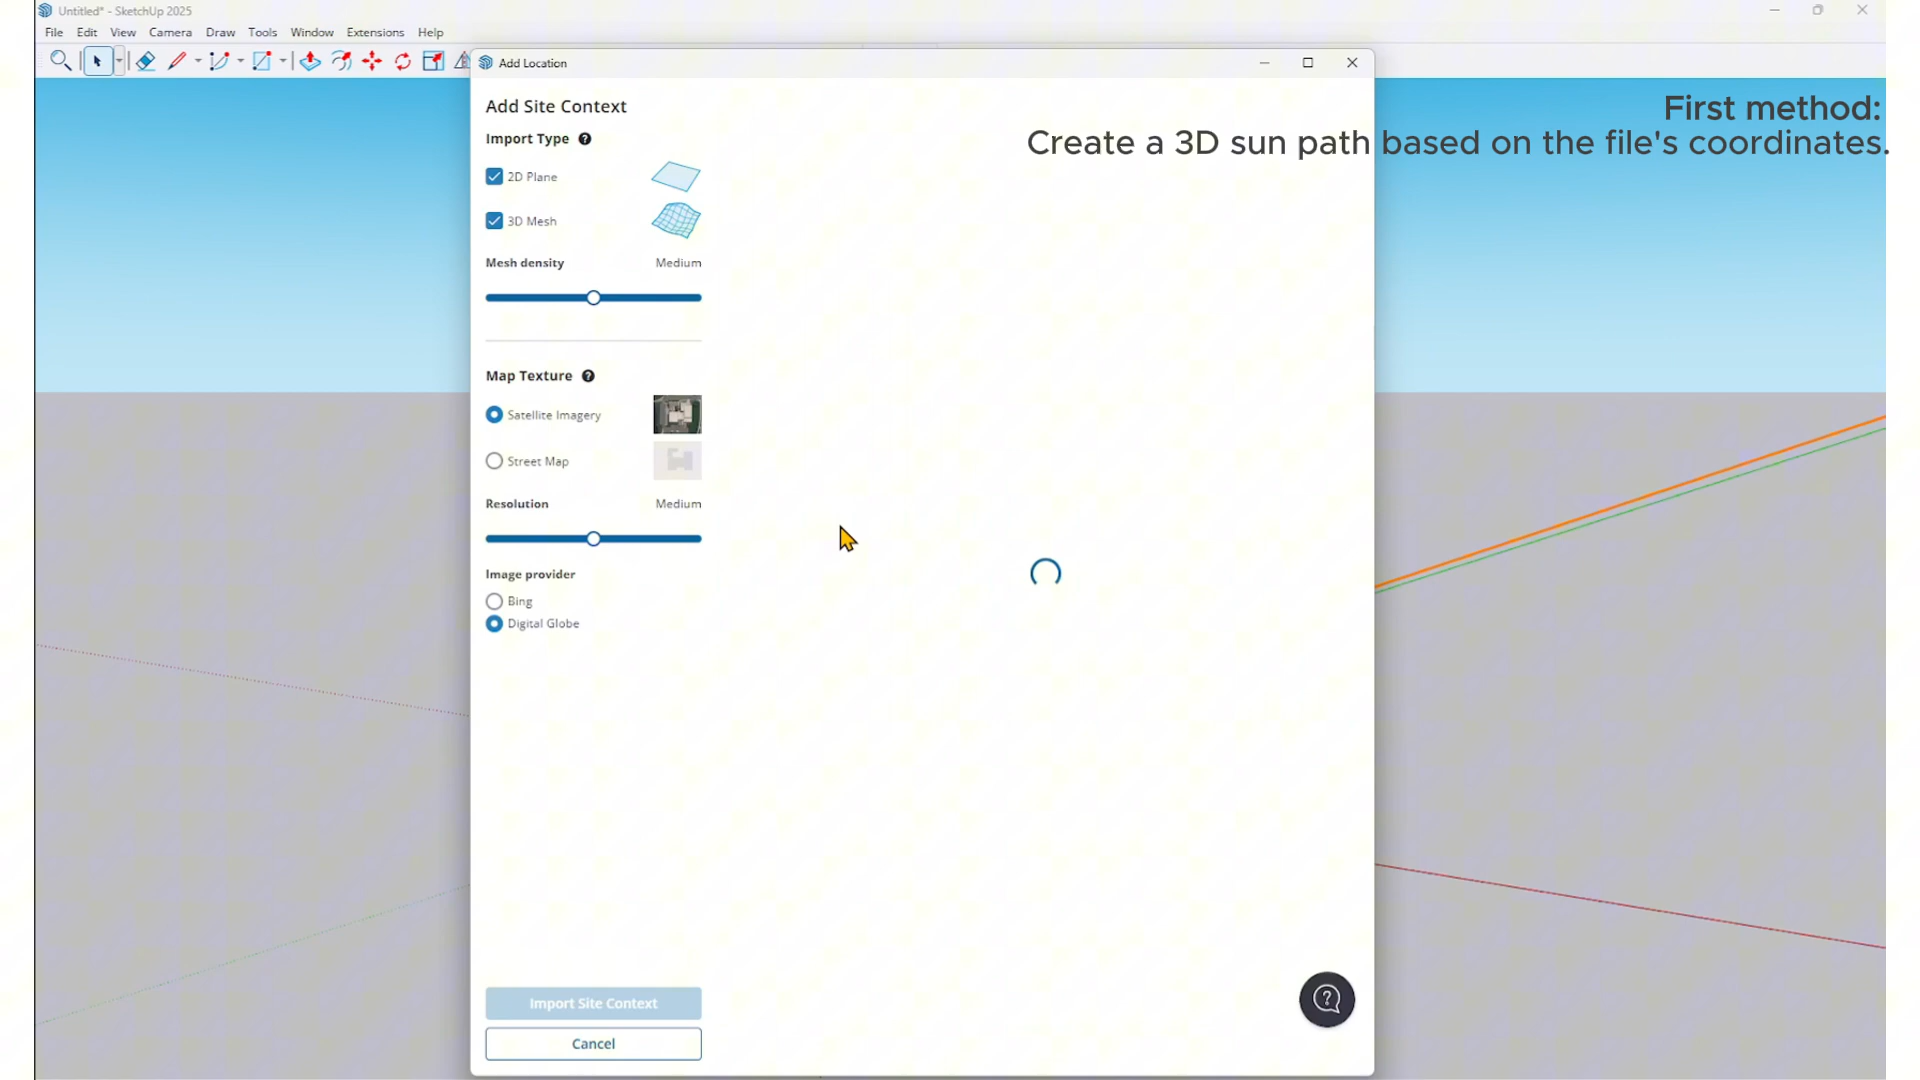 Untitled* - SketchUp 2025
File Edit View Camera Draw Tools Window Extensions Help
Add Location
First method:
Create a 3D sun path based on the file's coordinates.
Add Site Context
Import Type
2D Plane
3D Mesh
Mesh density Medium
Map Texture
Satellite Imagery
Street Map
Resolution Medium
Image provider
Bing
Digital Globe
Import Site Context
Cancel